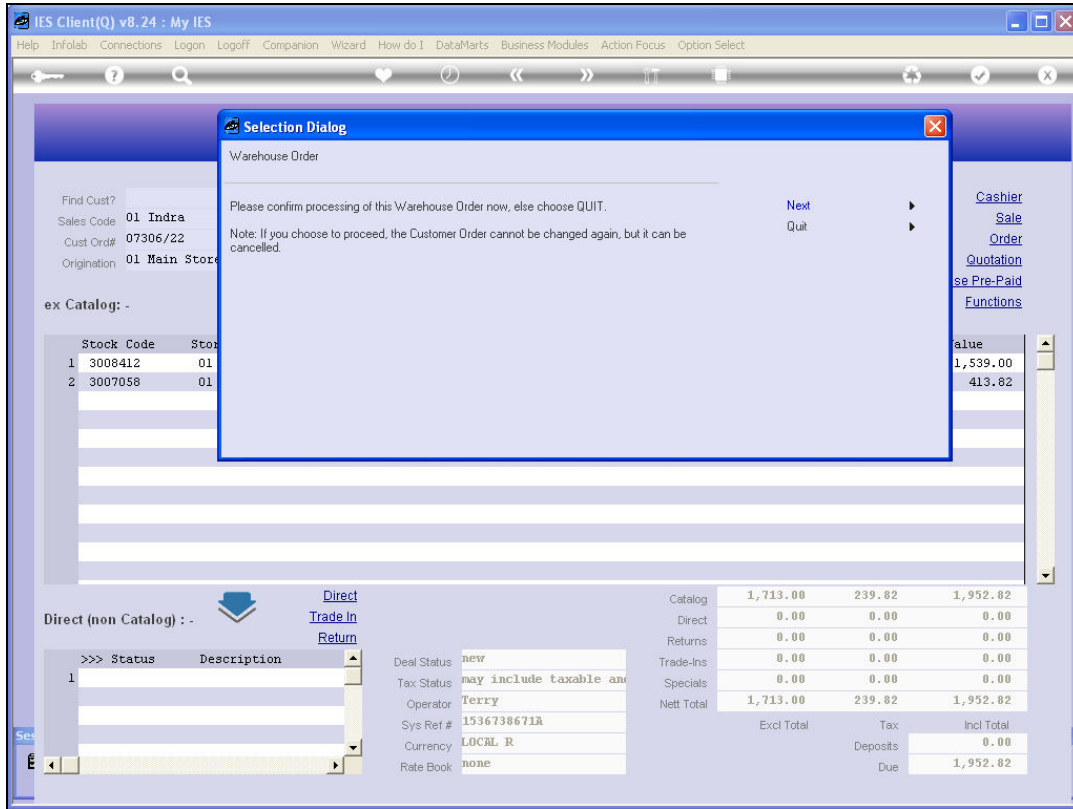 IES Client(Q) v8.24 : My IES
Help Infolab Connections Logon Logoff Companion Wizard How do I DataMarts Business Modules Action Focus Option Select
Selection Dialog
Warehouse Order
Please confirm processing of this Warehouse Order now, else choose QUIT.
Note: If you choose to proceed, the Customer Order cannot be changed again, but it can be
cancelled.
Next
Quit
Find Cust?
Sales Code 01 Indra
Cust Ord# 07306/22
Origination 01 Main Store
Cashier
Sale
Order
Quotation
se Pre-Paid
Functions
ex Catalog: -
Stock Code Stor alue
1 3008412 01 1,539.00
2 3007058 01 413.82
Direct (non Catalog) : -
Direct
Trade In
Return
>>> Status Description
1
Deal Status new
Tax Status may include taxable an
Operator Terry
Sys Ref # 1536738671A
Currency LOCAL R
Rate Book none
Catalog 1,713.00 239.82 1,952.82
Direct 0.00 0.00 0.00
Returns 0.00 0.00 0.00
Trade-Ins 0.00 0.00 0.00
Specials 0.00 0.00 0.00
Nett Total 1,713.00 239.82 1,952.82
Excl Total Tax Incl Total
Deposits 0.00
Due 1,952.82
Ses